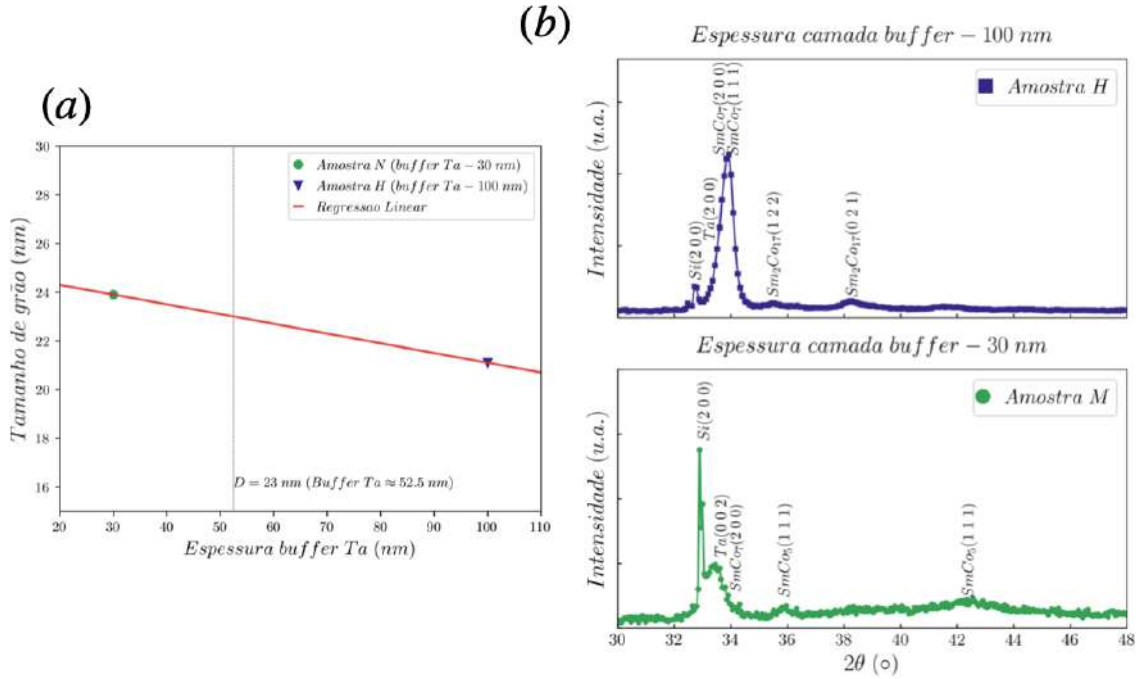 (a)
30
28
26
24
22
20
18
16
Tamanho de grão (nm)
Amostra N (buffer Ta − 30 nm)
Amostra H (buffer Ta − 100 nm)
Regressao Linear
D = 23 nm (Buffer Ta ≈ 52.5 nm)
20 30 40 50 60 70 80 90 100 110
Espessura buffer Ta (nm)
(b)
Espessura camada buffer − 100 nm
Intensidade (u.a.)
Amostra H
Si(2 0 0)
Ta(2 0 0)
SmCo₇(2 0 0)
SmCo₇(1 1 1)
Sm₂Co₁₇(1 2 2)
Sm₂Co₁₇(0 2 1)
Espessura camada buffer − 30 nm
Intensidade (u.a.)
Amostra M
Si(2 0 0)
Ta(0 0 2)
SmCo₇(2 0 0)
SmCo₅(1 1 1)
SmCo₅(1 1 1)
30 32 34 36 38 40 42 44 46 48
2θ (○)